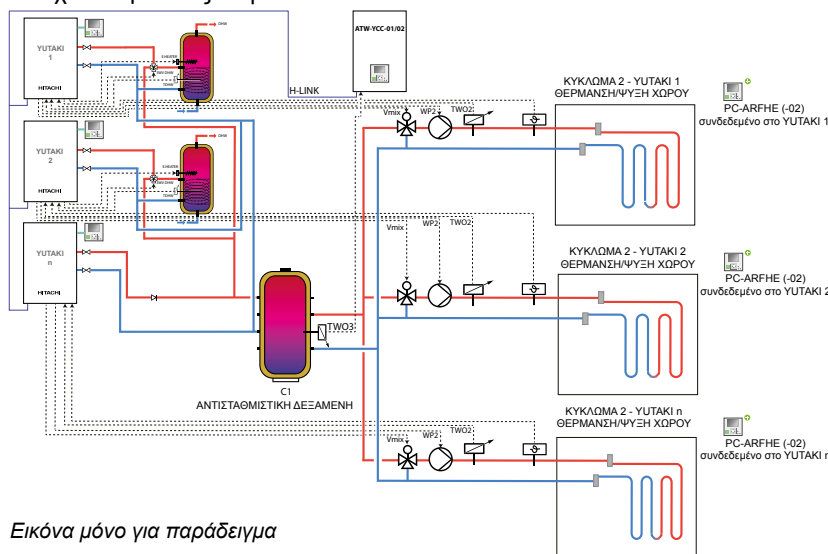 DHW
YUTAKI
1
HITACHI
E-HEATER
DHW
YUTAKI
2
HITACHI
E-HEATER
YUTAKI
n
HITACHI
ATW-YCC-01/02
H-LINK
Vmix
WP2
TWO2
ΚΥΚΛΩΜΑ 2 - YUTAKI 1
ΘΕΡΜΑΝΣΗ/ΨΥΞΗ ΧΩΡΟΥ
PC-ARFHE (-02)
συνδεδεμένο στο YUTAKI 1
Vmix
WP2
TWO2
ΚΥΚΛΩΜΑ 2 - YUTAKI 2
ΘΕΡΜΑΝΣΗ/ΨΥΞΗ ΧΩΡΟΥ
PC-ARFHE (-02)
συνδεδεμένο στο YUTAKI 2
TWO3
C1
ΑΝΤΙΣΤΑΘΜΙΣΤΙΚΗ ΔΕΞΑΜΕΝΗ
Vmix
WP2
TWO2
ΚΥΚΛΩΜΑ 2 - YUTAKI n
ΘΕΡΜΑΝΣΗ/ΨΥΞΗ ΧΩΡΟΥ
PC-ARFHE (-02)
συνδεδεμένο στο YUTAKI n
Εικόνα μόνο για παράδειγμα